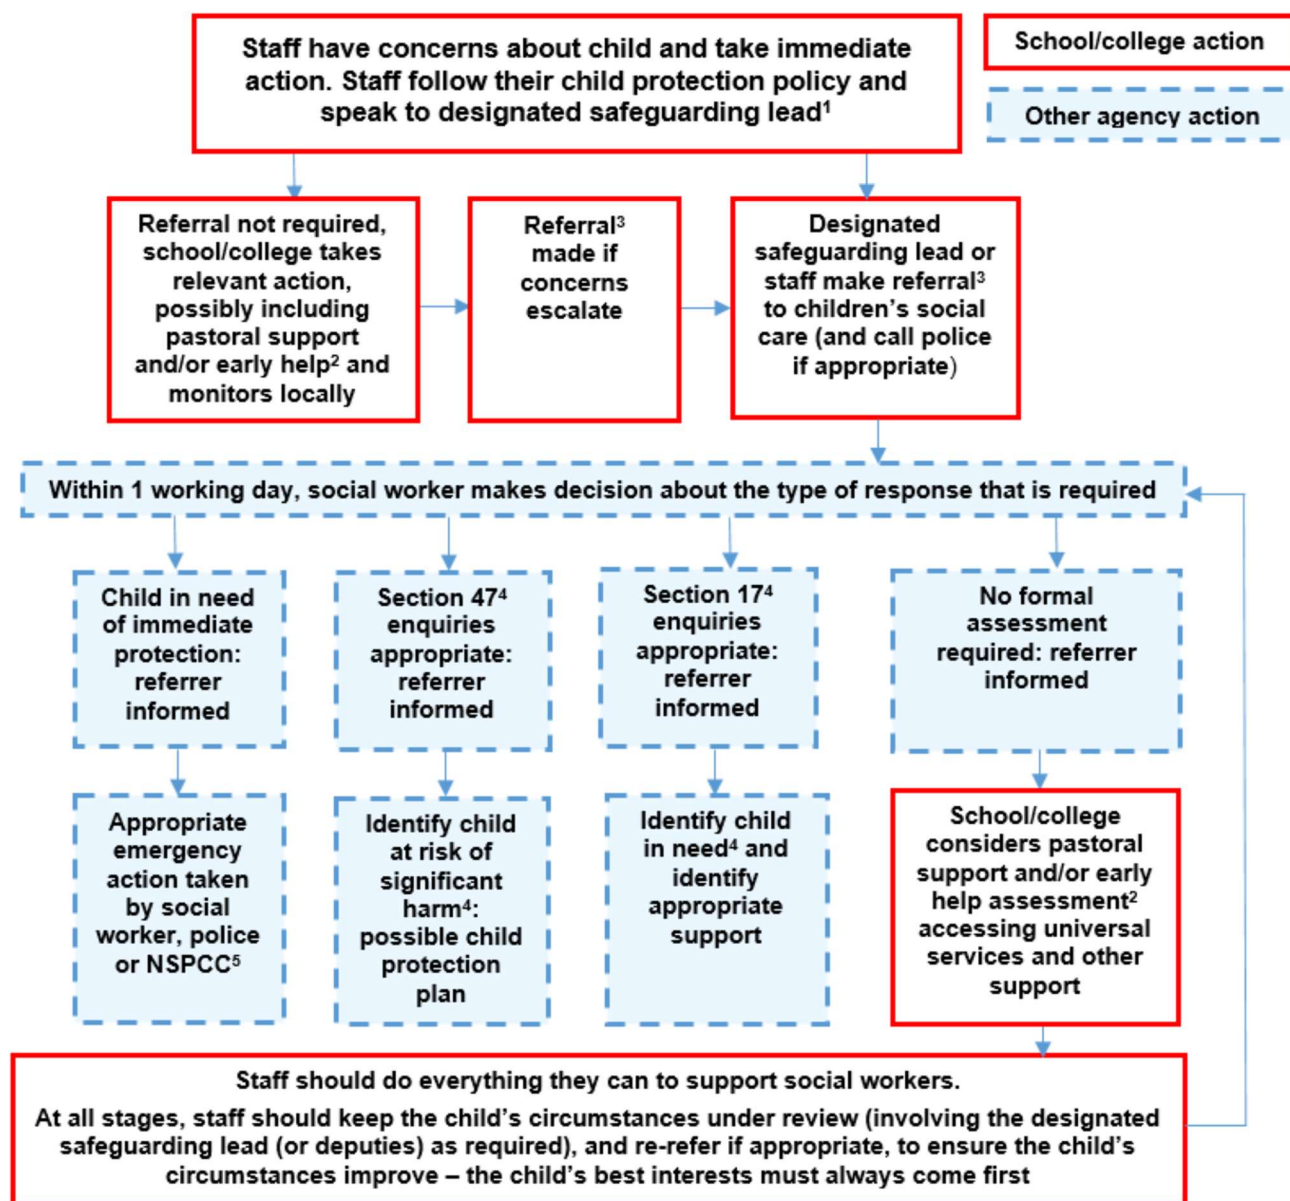 Staff have concerns about child and take immediate
action. Staff follow their child protection policy and
speak to designated safeguarding lead¹
School/college action
Other agency action
Referral not required,
school/college takes
relevant action,
possibly including
pastoral support
and/or early help² and
monitors locally
Referral³
made if
concerns
escalate
Designated
safeguarding lead or
staff make referral³
to children’s social
care (and call police
if appropriate)
Within 1 working day, social worker makes decision about the type of response that is required
Child in need
of immediate
protection:
referrer
informed
Section 47⁴
enquiries
appropriate:
referrer
informed
Section 17⁴
enquiries
appropriate:
referrer
informed
No formal
assessment
required: referrer
informed
Appropriate
emergency
action taken
by social
worker, police
or NSPCC⁵
Identify child
at risk of
significant
harm⁴:
possible child
protection
plan
Identify child
in need⁴ and
identify
appropriate
support
School/college
considers pastoral
support and/or early
help assessment²
accessing universal
services and other
support
Staff should do everything they can to support social workers.
At all stages, staff should keep the child’s circumstances under review (involving the designated
safeguarding lead (or deputies) as required), and re-refer if appropriate, to ensure the child’s
circumstances improve – the child’s best interests must always come first